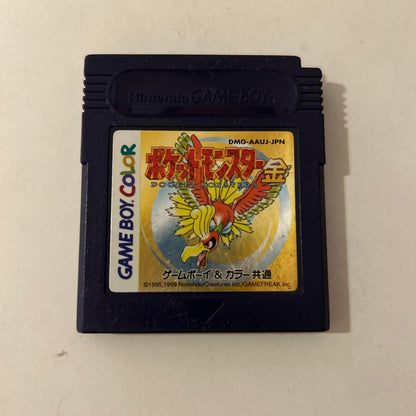 Nintendo GAME BOY
DMG-AAUJ-JPN
ポケットモンスター金
POCKET MONSTERS
GAME BOY COLOR
ゲームボーイ & カラー 共通
©1995,1999 Nintendo/Creatures inc./GAMEFREAK inc.